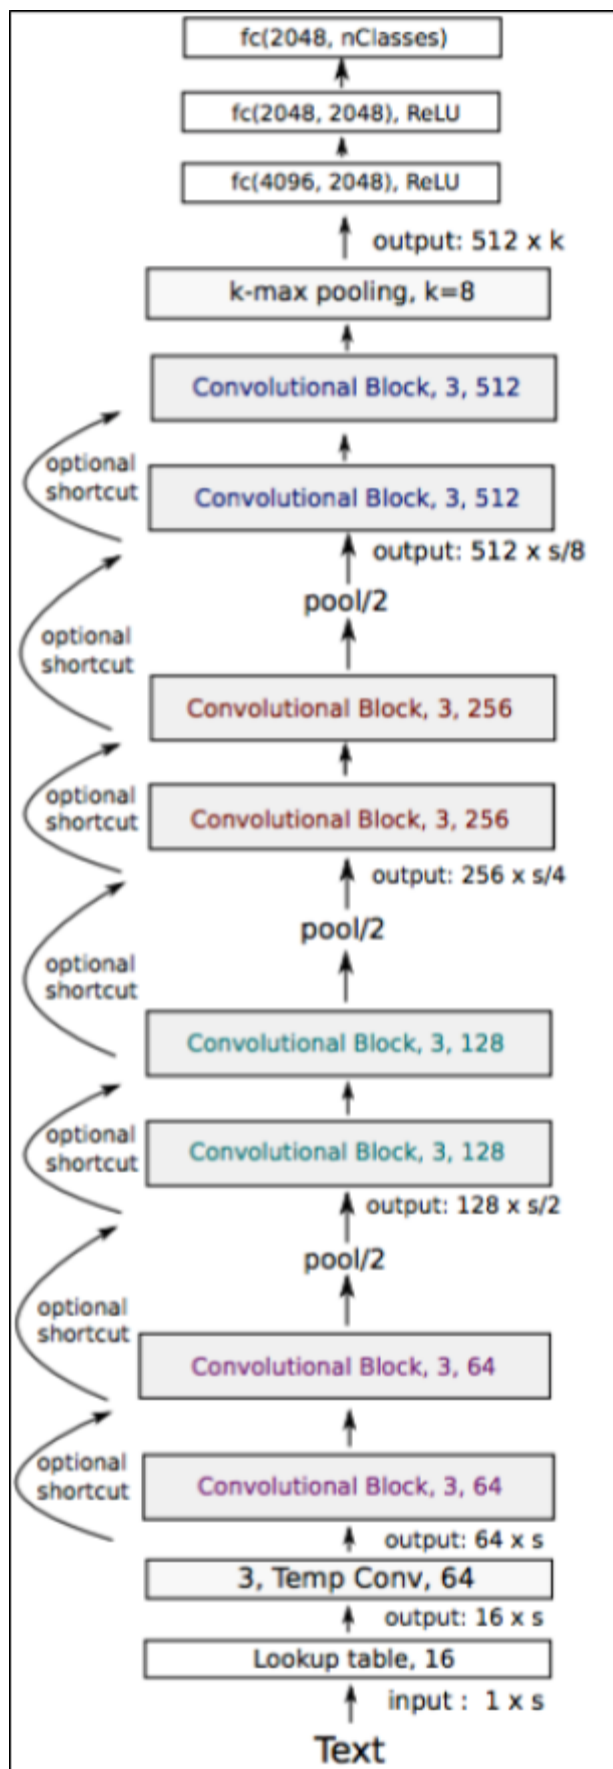 fc(2048, nClasses)
fc(2048, 2048), ReLU
fc(4096, 2048), ReLU
output: 512 x k
k-max pooling, k=8
Convolutional Block, 3, 512
optional
shortcut
Convolutional Block, 3, 512
output: 512 x s/8
pool/2
optional
shortcut
Convolutional Block, 3, 256
optional
shortcut
Convolutional Block, 3, 256
output: 256 x s/4
pool/2
optional
shortcut
Convolutional Block, 3, 128
optional
shortcut
Convolutional Block, 3, 128
output: 128 x s/2
pool/2
optional
shortcut
Convolutional Block, 3, 64
optional
shortcut
Convolutional Block, 3, 64
output: 64 x s
3, Temp Conv, 64
output: 16 x s
Lookup table, 16
input : 1 x s
Text